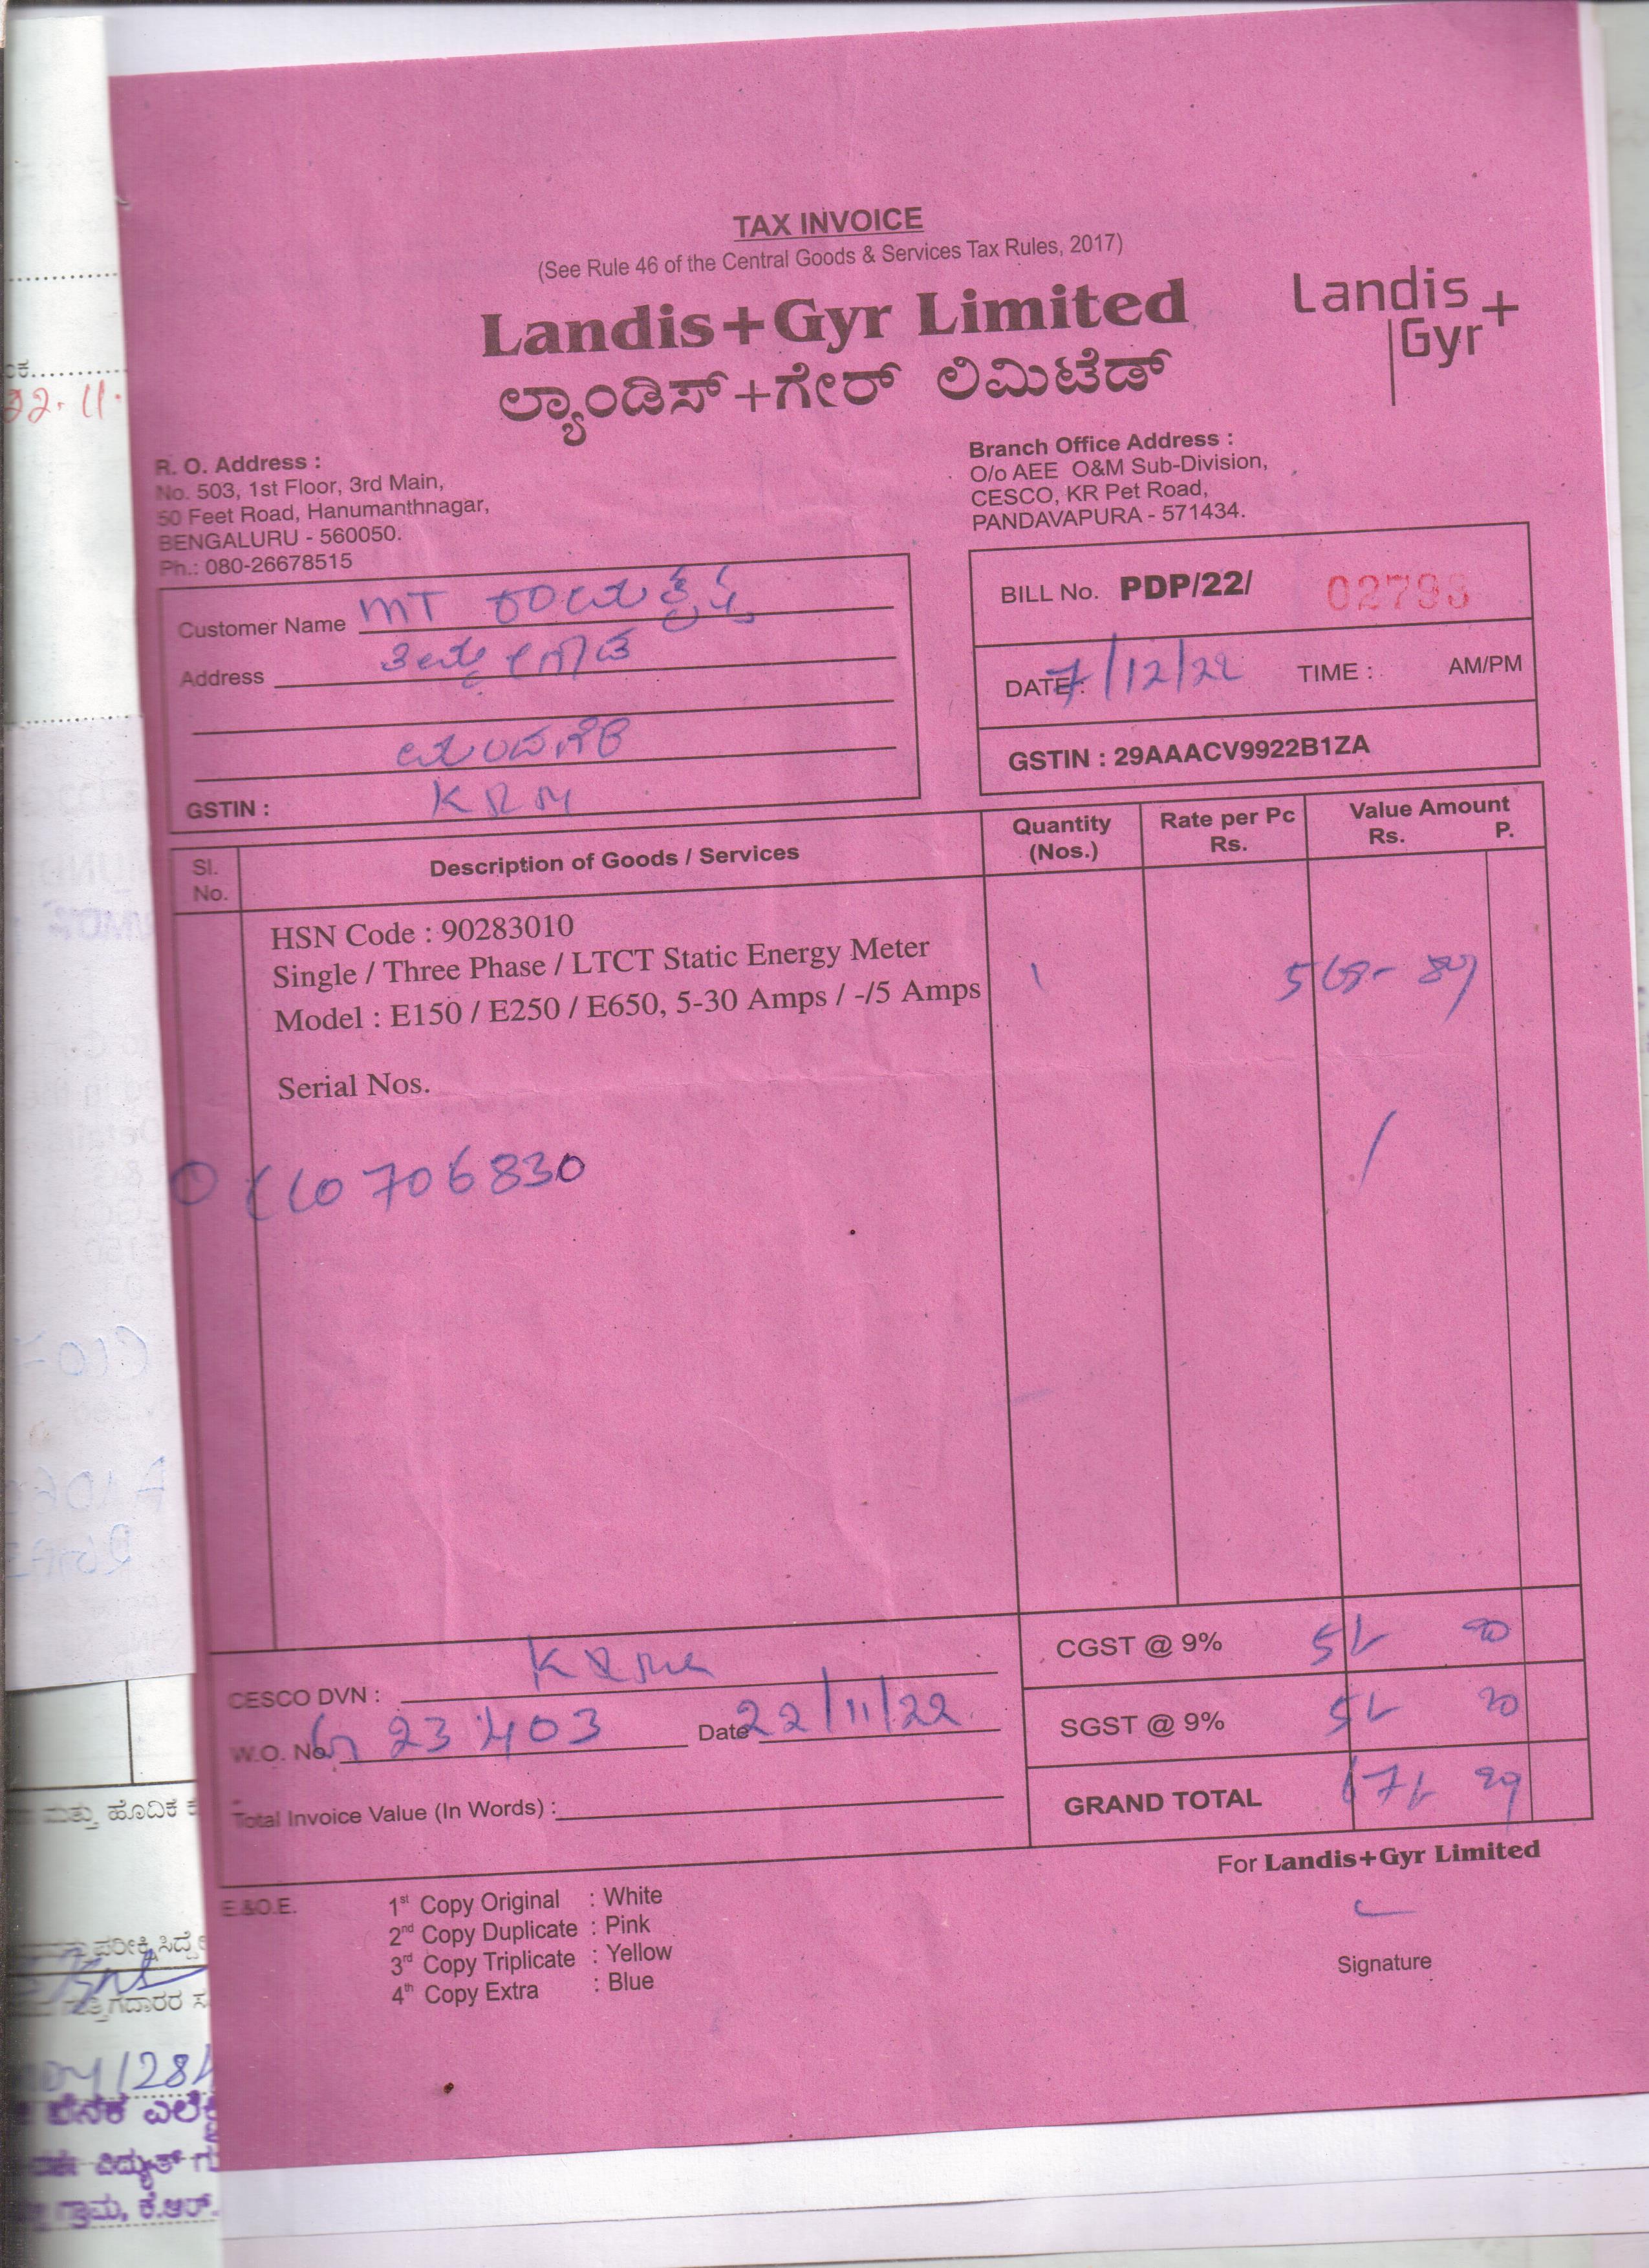 TAX INVOICE
(See Rule 46 of the Central Goods & Services Tax Rules, 2017)
Landis+Gyr Limited
ಲ್ಯಾಂಡಿಸ್+ಗೇರ್ ಲಿಮಿಟೆಡ್
Landis
Gyr+
R. O. Address :
No. 503, 1st Floor, 3rd Main,
50 Feet Road, Hanumanthnagar,
BENGALURU - 560050.
Ph.: 080-26678515
Branch Office Address :
O/o AEE O&M Sub-Division,
CESCO, KR Pet Road,
PANDAVAPURA - 571434.
Customer Name MT
Address
GSTIN :
BILL No. PDP/22/ 02793
DATE : 7/12/22 TIME : AM/PM
GSTIN : 29AAACV9922B1ZA
Sl. No. Description of Goods / Services Quantity (Nos.) Rate per Pc Rs. Value Amount Rs. P.
HSN Code : 90283010
Single / Three Phase / LTCT Static Energy Meter
Model : E150 / E250 / E650, 5-30 Amps / -/5 Amps 1
Serial Nos.
0706830
CGST @ 9%
SGST @ 9%
GRAND TOTAL
CESCO DVN :
W.O. No. 23403 Date 22/11/22
Total Invoice Value (In Words) :
For Landis+Gyr Limited
E.&O.E.
1st Copy Original : White
2nd Copy Duplicate : Pink
3rd Copy Triplicate : Yellow
4th Copy Extra : Blue
Signature
22.11.
ಮತ್ತು ಹೊದಿಕೆ
ಗ್ರಾಮ, ಕೆ.ಆರ್.